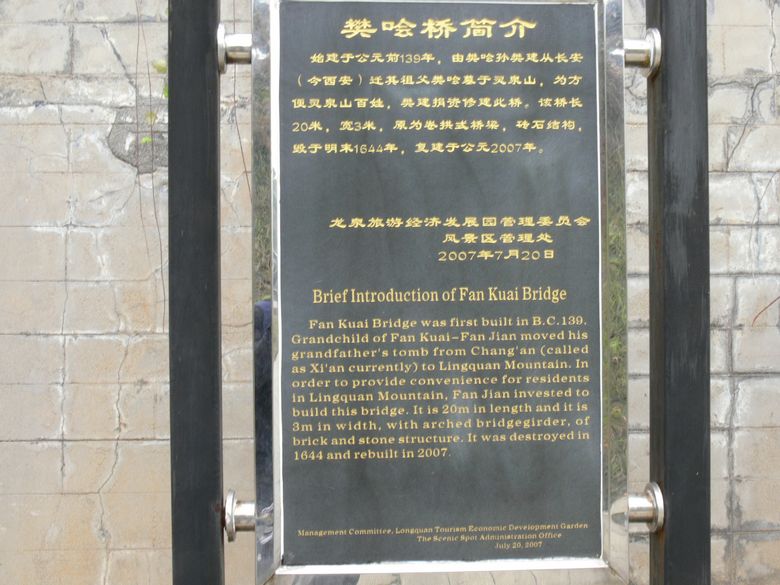 樊哙桥简介
始建于公元前139年，由樊哙孙樊建从长安
（今西安）迁其祖父樊哙墓于灵泉山，为方
便灵泉山百姓，樊建捐资修建此桥。该桥长
20米，宽3米，原为卷拱式桥梁，砖石结构，
毁于明末1644年，复建于公元2007年。
龙泉旅游经济发展园管理委员会
风景区管理处
2007年7月20日
Brief Introduction of Fan Kuai Bridge
Fan Kuai Bridge was first built in B.C.139,
Grandchild of Fan Kuai-Fan Jian moved his
grandfather's tomb from Chang'an (called
as Xi'an currently) to Lingquan Mountain. In
order to provide convenience for residents
in Lingquan Mountain, Fan Jian invested to
build this bridge. It is 20m in length and it is
3m in width, with arched bridgegirder, of
brick and stone structure. It was destroyed in
1644 and rebuilt in 2007.
Management Committee, Longquan Tourism Economic Development Garden
The Scenic Spot Administration Office
July 20, 2007